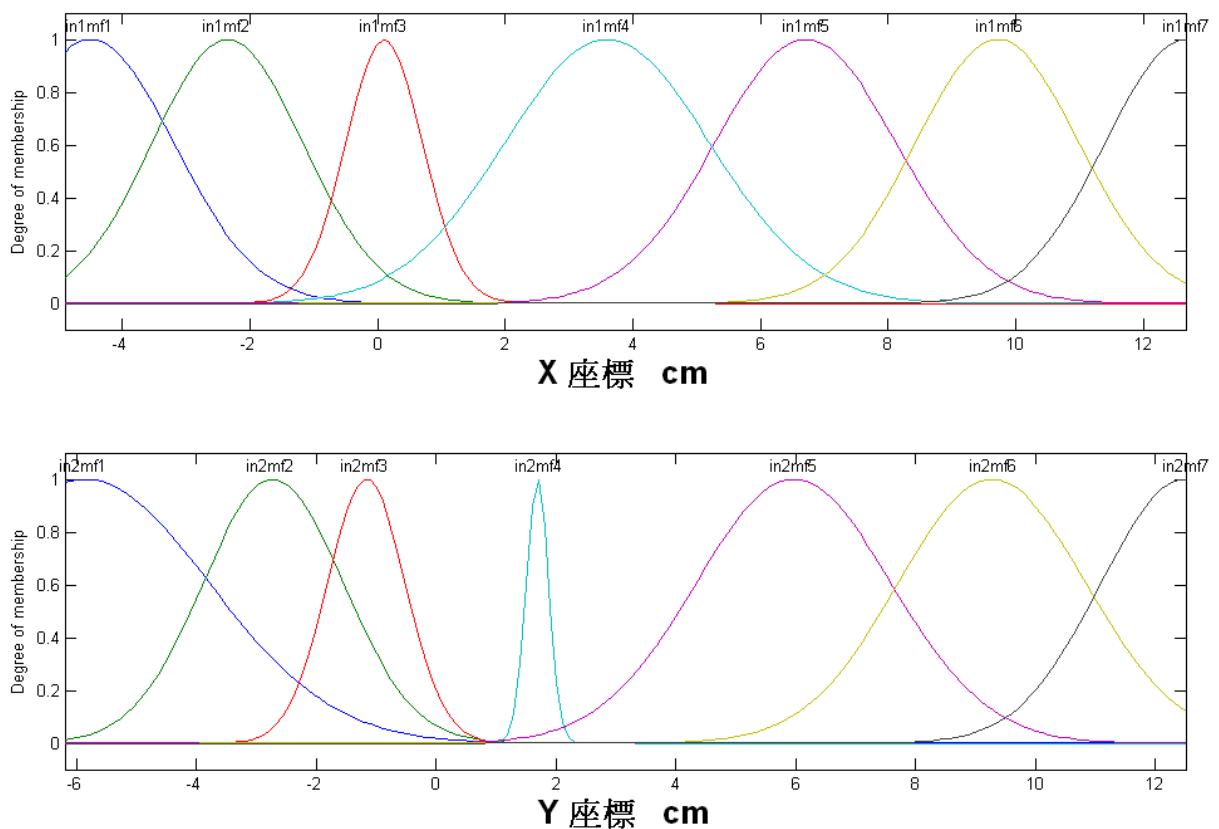 in1mf1 in1mf2 in1mf3 in1mf4 in1mf5 in1mf6 in1mf7
1
0.8
0.6
0.4
0.2
0
Degree of membership
-4 -2 0 2 4 6 8 10 12
X 座標 cm
in2mf1 in2mf2 in2mf3 in2mf4 in2mf5 in2mf6 in2mf7
1
0.8
0.6
0.4
0.2
0
Degree of membership
-6 -4 -2 0 2 4 6 8 10 12
Y 座標 cm